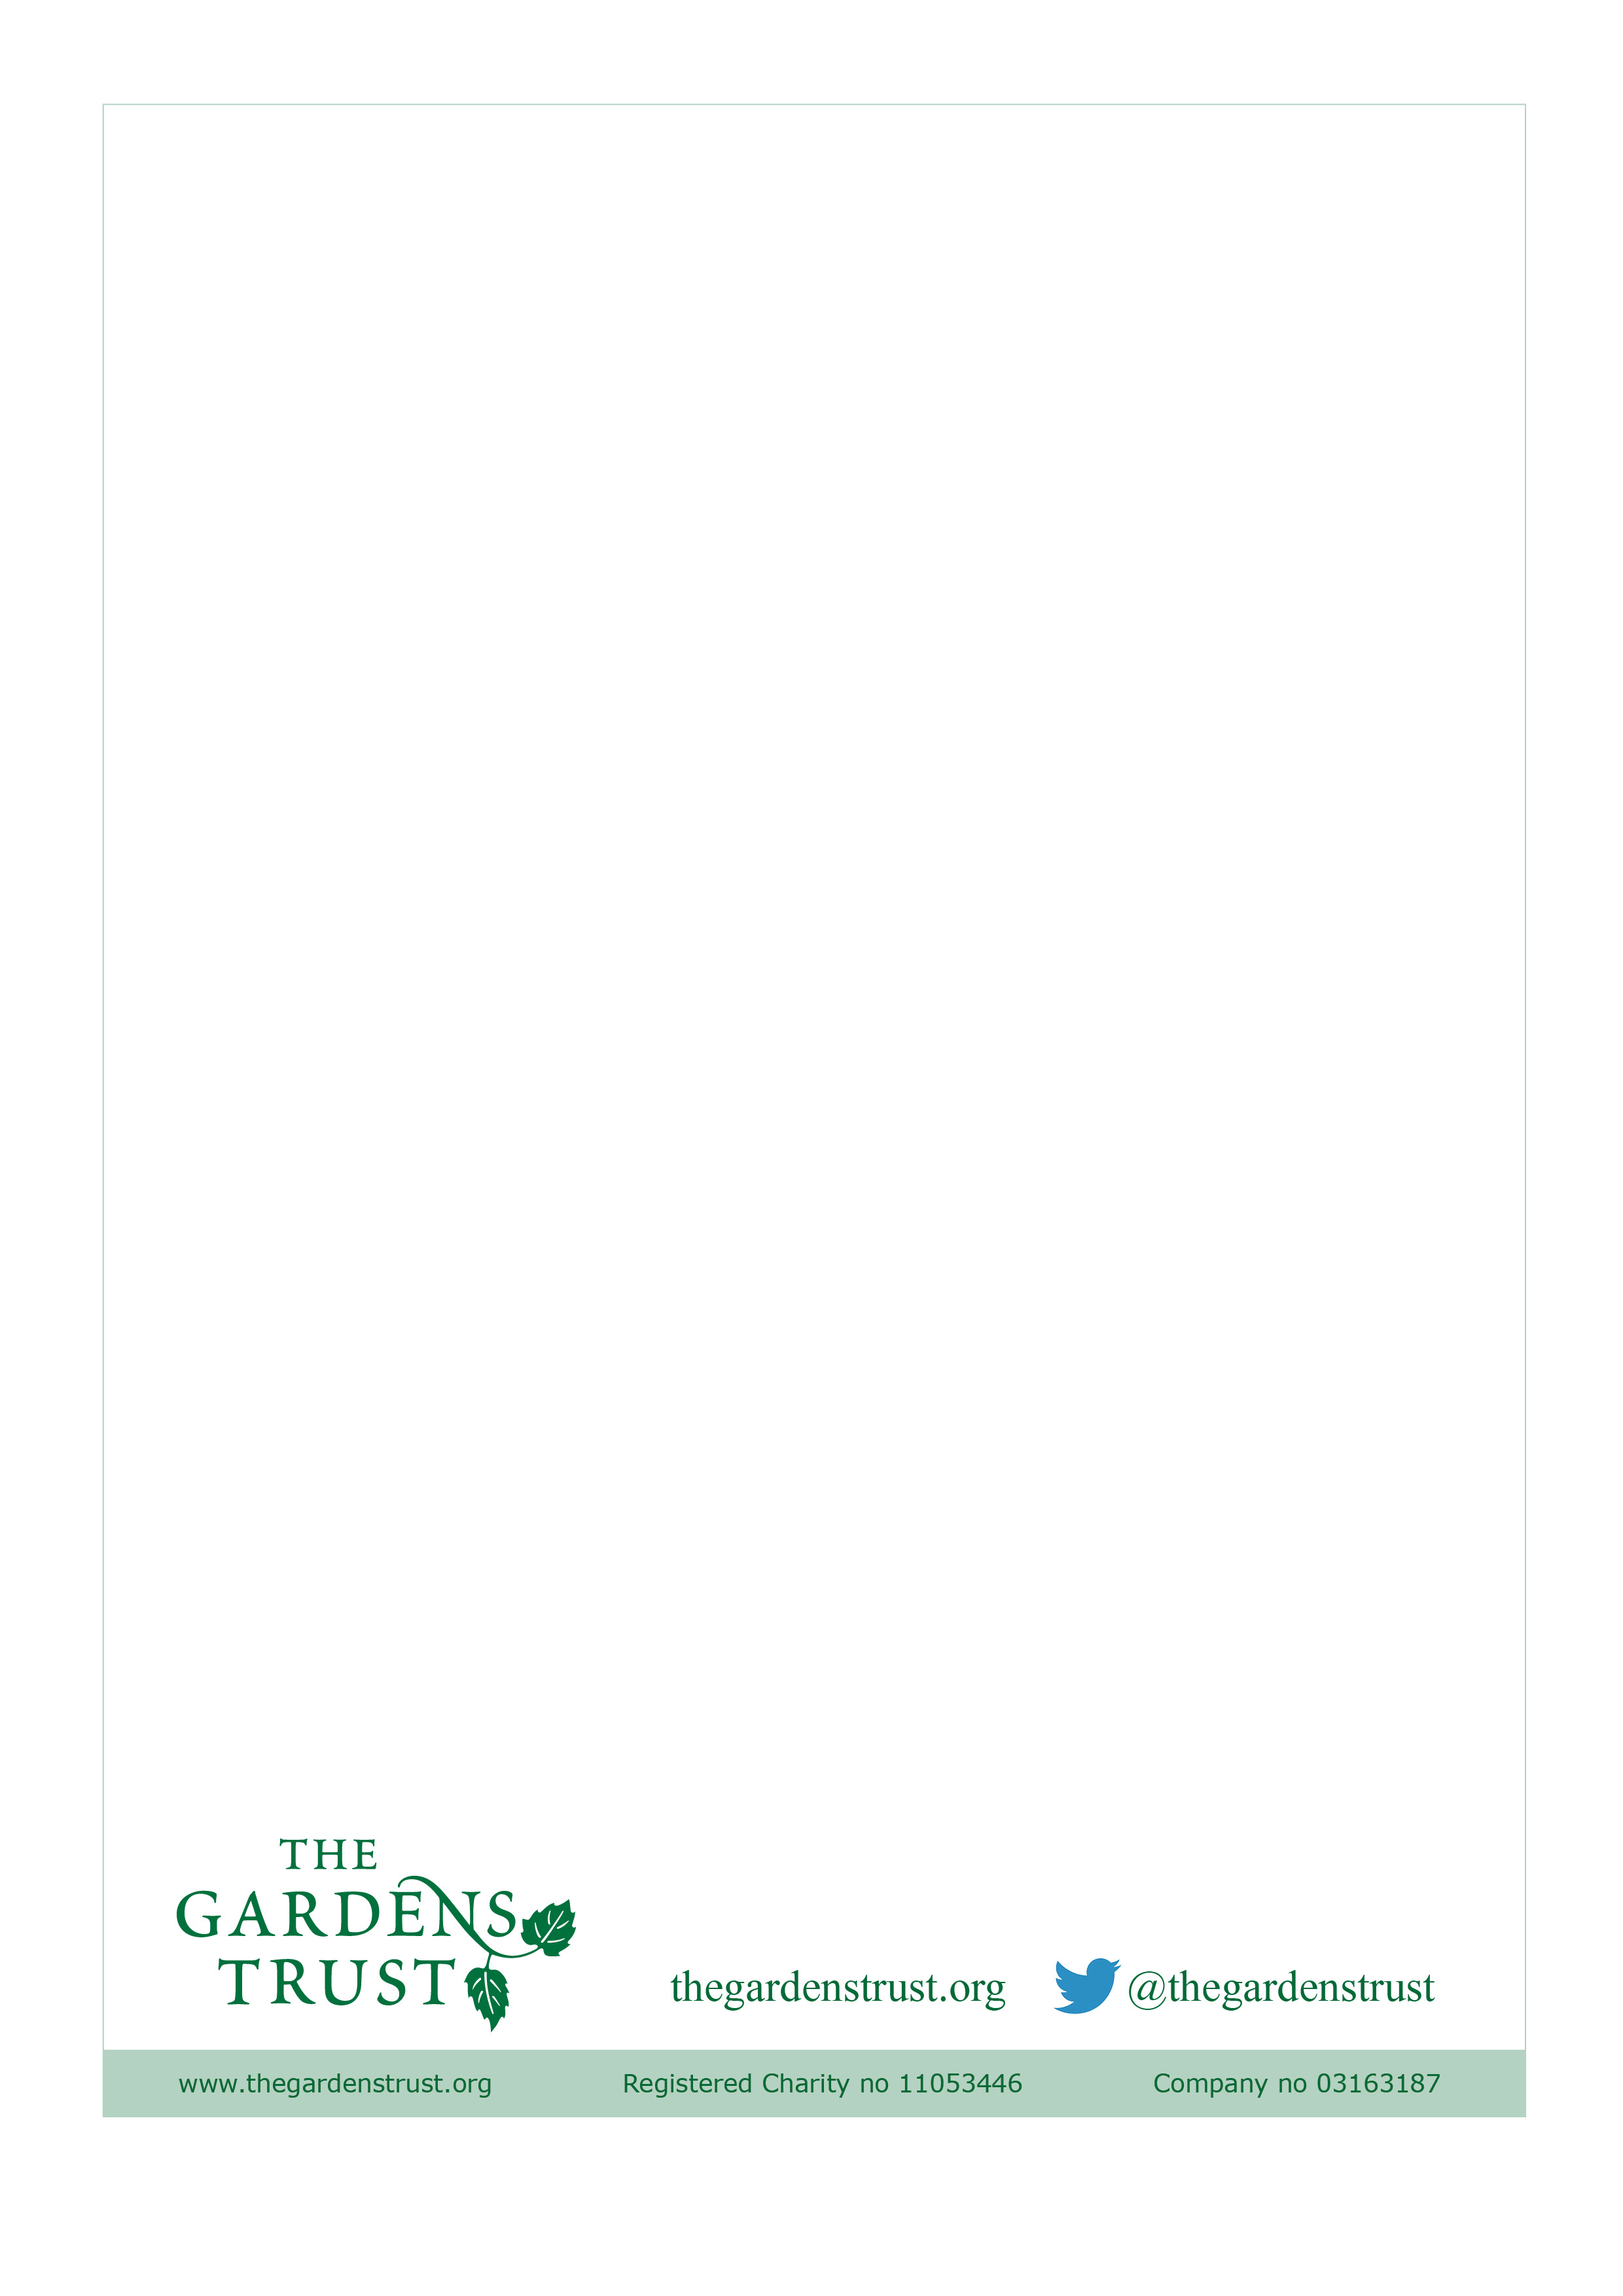 THE
GARDENS
TRUST
thegardenstrust.org @thegardenstrust
www.thegardenstrust.org Registered Charity no 11053446 Company no 03163187